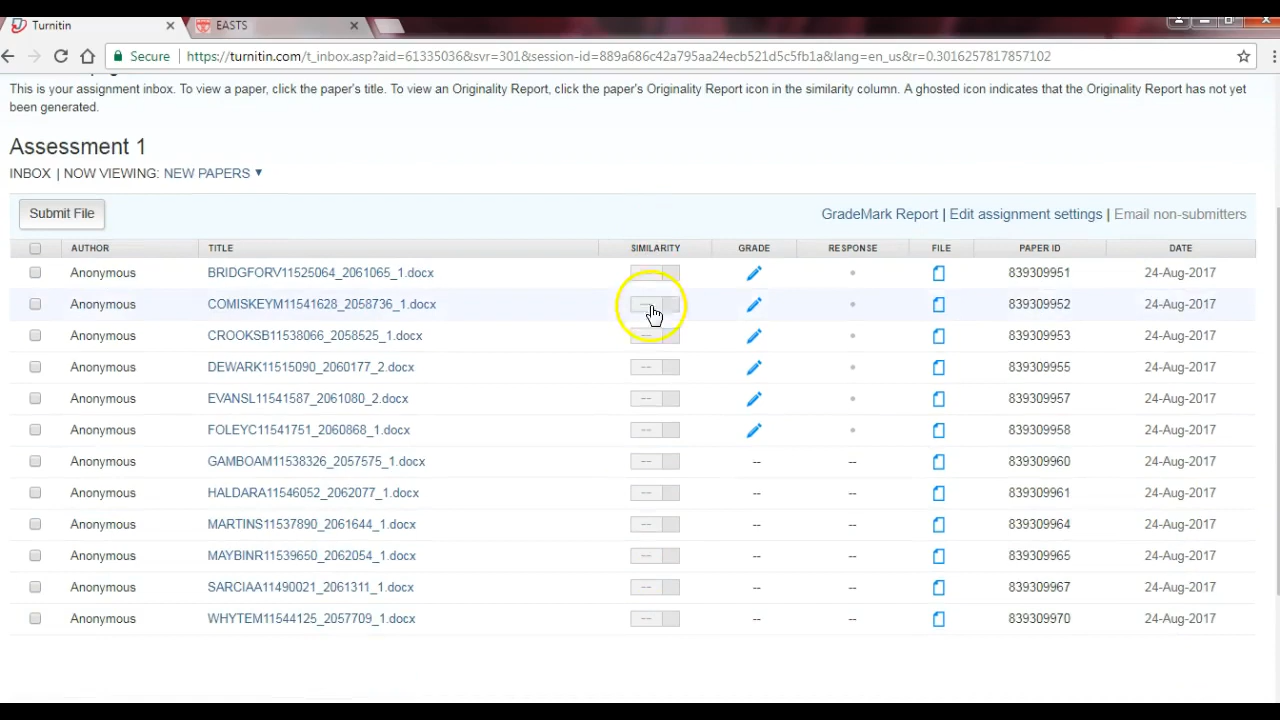 Turnitin
EASTS
Secure https://turnitin.com/t_inbox.asp?aid=61335036&svr=301&session-id=889a686c42a795aa24ecb521d5c5fb1a&lang=en_us&r=0.3016257817857102
This is your assignment inbox. To view a paper, click the paper's title. To view an Originality Report, click the paper's Originality Report icon in the similarity column. A ghosted icon indicates that the Originality Report has not yet
been generated.
Assessment 1
INBOX | NOW VIEWING: NEW PAPERS ▼
Submit File
GradeMark Report | Edit assignment settings | Email non-submitters
AUTHOR TITLE SIMILARITY GRADE RESPONSE FILE PAPER ID DATE
Anonymous BRIDGFORV11525064_2061065_1.docx 839309951 24-Aug-2017
Anonymous COMISKEYM11541628_2058736_1.docx -- 839309952 24-Aug-2017
Anonymous CROOKSB11538066_2058525_1.docx -- 839309953 24-Aug-2017
Anonymous DEWARK11515090_2060177_2.docx -- 839309955 24-Aug-2017
Anonymous EVANSL11541587_2061080_2.docx -- 839309957 24-Aug-2017
Anonymous FOLEYC11541751_2060868_1.docx -- 839309958 24-Aug-2017
Anonymous GAMBOAM11538326_2057575_1.docx -- -- -- 839309960 24-Aug-2017
Anonymous HALDARA11546052_2062077_1.docx -- -- -- 839309961 24-Aug-2017
Anonymous MARTINS11537890_2061644_1.docx -- -- -- 839309964 24-Aug-2017
Anonymous MAYBINR11539650_2062054_1.docx -- -- -- 839309965 24-Aug-2017
Anonymous SARCIAA11490021_2061311_1.docx -- -- -- 839309967 24-Aug-2017
Anonymous WHYTEM11544125_2057709_1.docx -- -- -- 839309970 24-Aug-2017